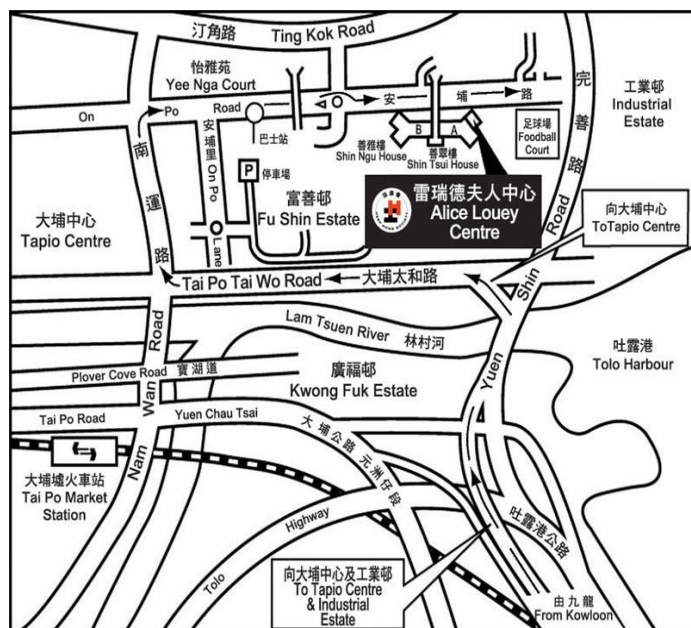 汀角路 Ting Kok Road
怡雅苑
Yee Nga Court
On Po Road
安埔路
完善路
工業邨
Industrial
Estate
巴士站
安埔里 On Po Lane
P 停車場
善雅樓
Shin Ngu House
B
A
善翠樓
Shin Tsui House
足球場
Foodball
Court
南運路
富善邨
Fu Shin Estate
雷瑞德夫人中心
Alice Louey
Centre
大埔中心
Tapio Centre
向大埔中心
ToTapio Centre
Tai Po Tai Wo Road
大埔太和路
Yuen Shin Road
Lam Tsuen River 林村河
吐露港
Tolo Harbour
Plover Cove Road 寶湖道
廣福邨
Kwong Fuk Estate
Nam Wan Road
Tai Po Road
Yuen Chau Tsai
大埔公路 元洲仔段
大埔墟火車站
Tai Po Market
Station
Tolo Highway
吐露港公路
向大埔中心及工業邨
To Tapio Centre
& Industrial
Estate
由九龍
From Kowloon